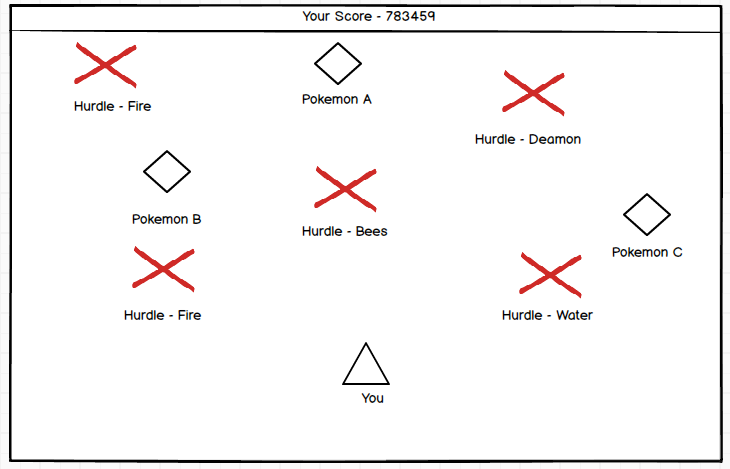 Your Score - 783459
Hurdle - Fire
Pokemon A
Hurdle - Deamon
Pokemon B
Hurdle - Bees
Pokemon C
Hurdle - Fire
Hurdle - Water
You